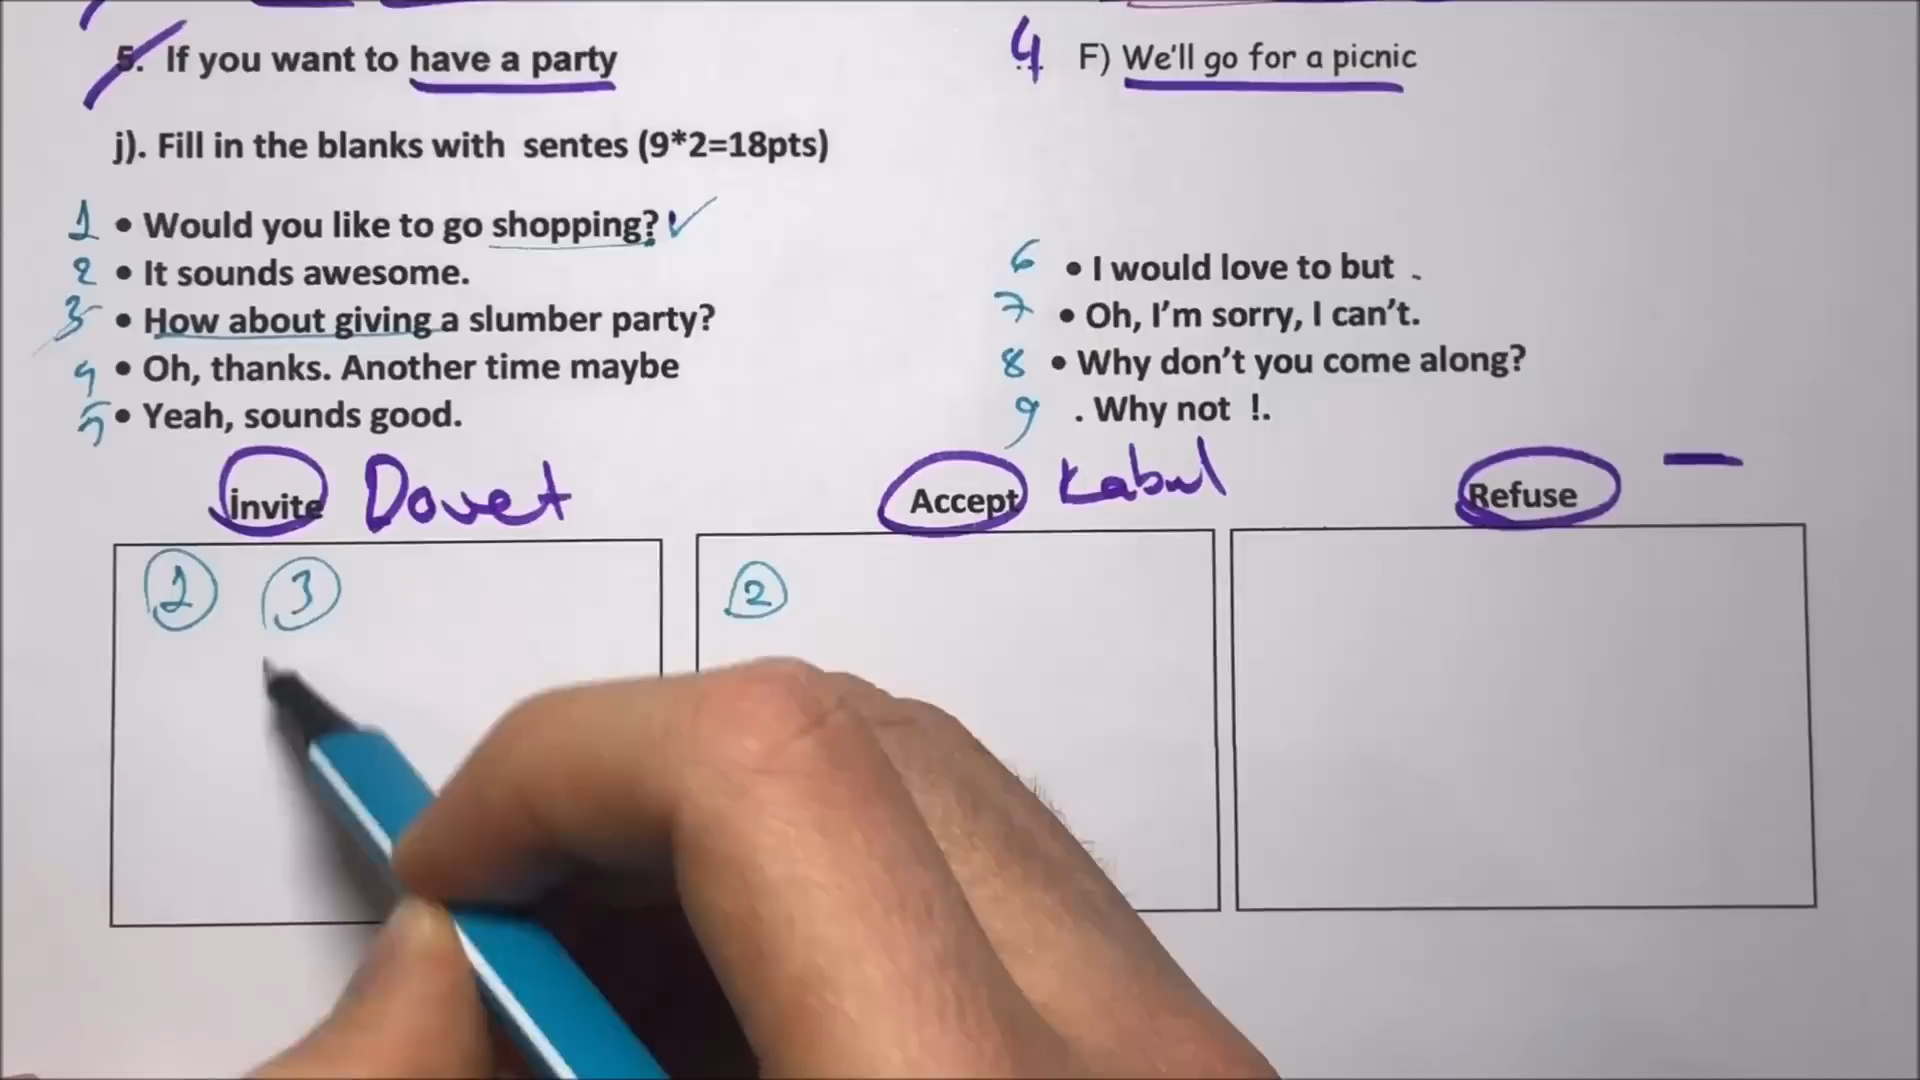 5. If you want to have a party
4 F) We'll go for a picnic
j). Fill in the blanks with sentes (9*2=18pts)
1 • Would you like to go shopping?
2 • It sounds awesome.
3 • How about giving a slumber party?
4 • Oh, thanks. Another time maybe
5 • Yeah, sounds good.
6 • I would love to but .
7 • Oh, I'm sorry, I can't.
8 • Why don't you come along?
9 . Why not !.
İnvite Davet
Accept Kabul
Refuse –
1 3
2